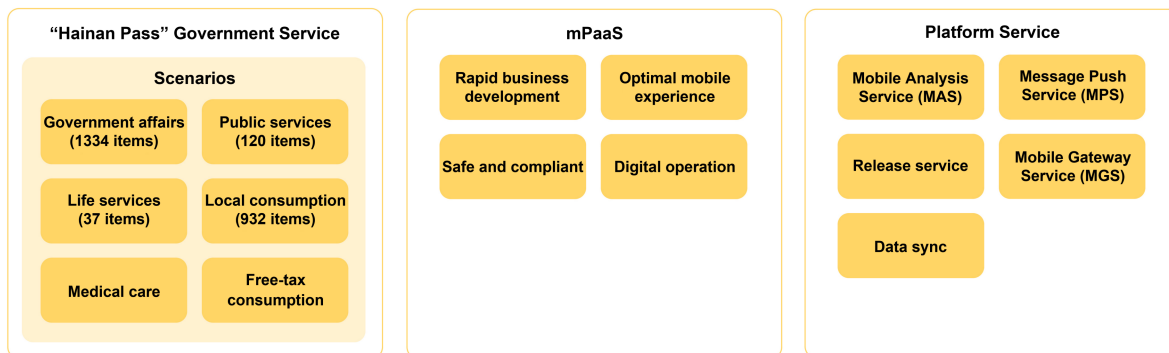 “Hainan Pass” Government Service
Scenarios
Government affairs
(1334 items)
Public services
(120 items)
Life services
(37 items)
Local consumption
(932 items)
Medical care
Free-tax
consumption
mPaaS
Rapid business
development
Optimal mobile
experience
Safe and compliant
Digital operation
Platform Service
Mobile Analysis
Service (MAS)
Message Push
Service (MPS)
Release service
Mobile Gateway
Service (MGS)
Data sync